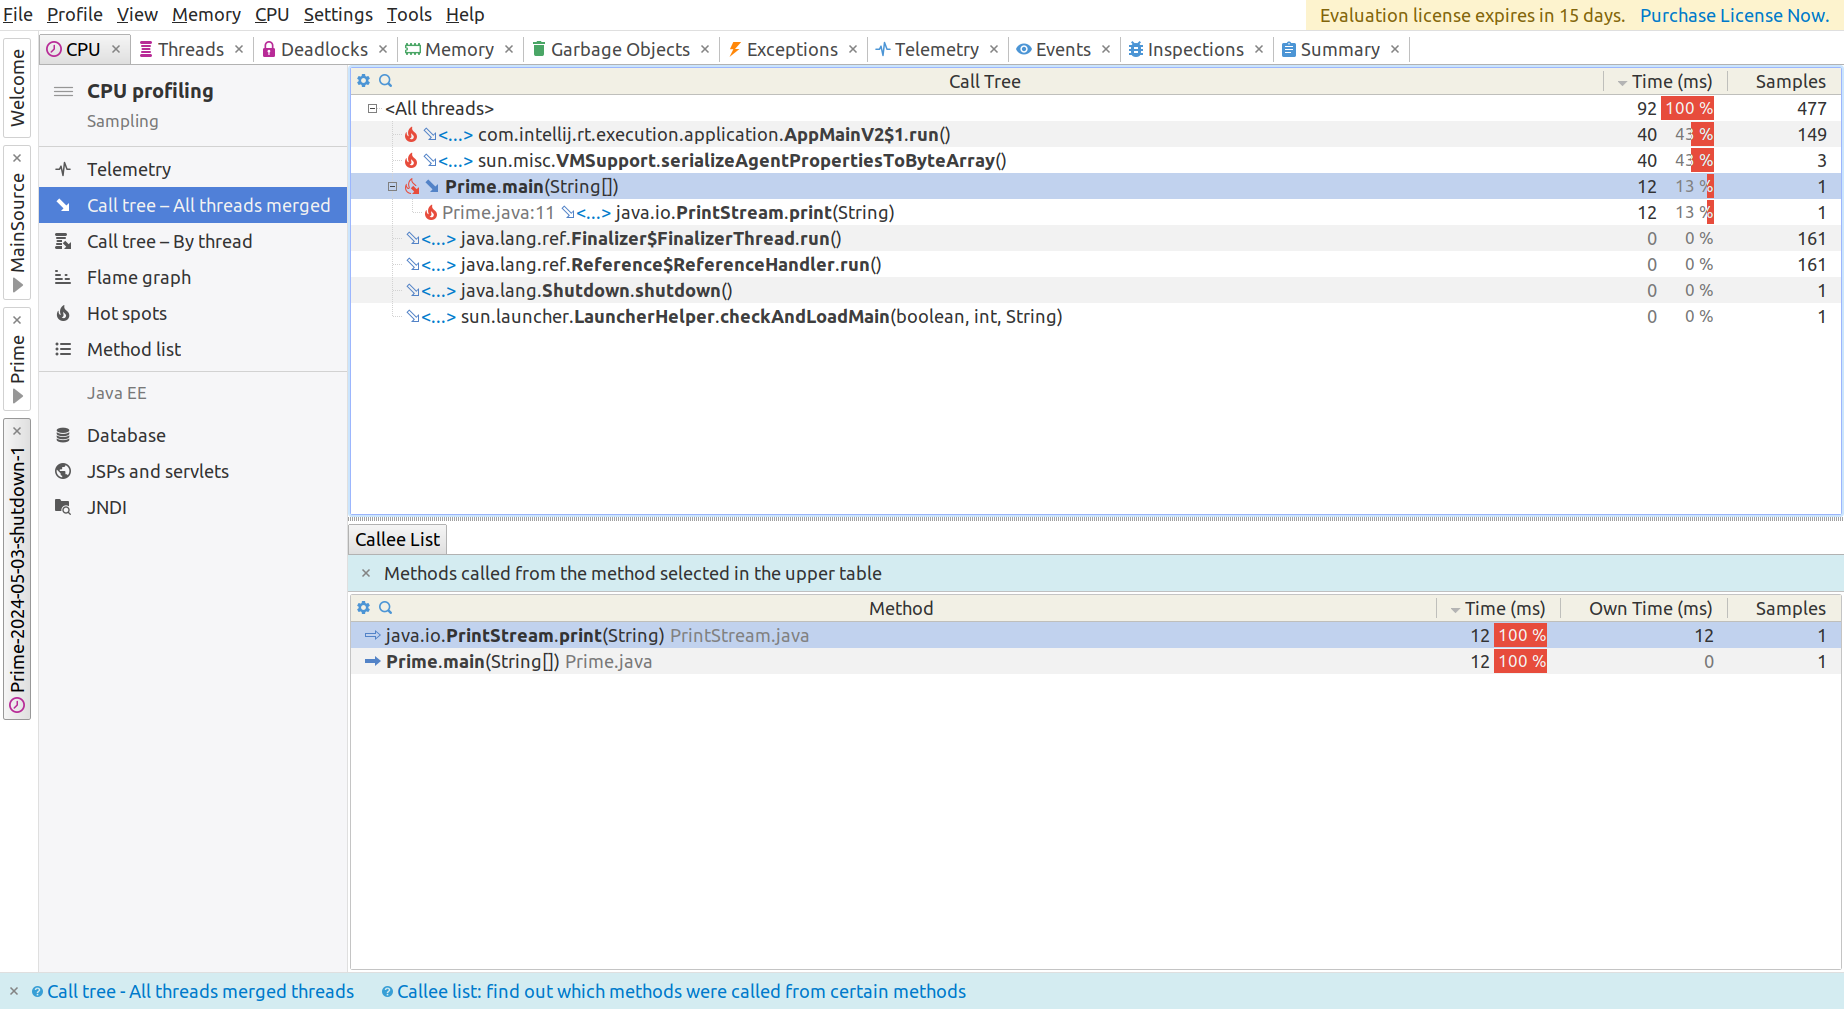 File Profile View Memory CPU Settings Tools Help
Evaluation license expires in 15 days. Purchase License Now.
CPU Threads Deadlocks Memory Garbage Objects Exceptions Telemetry Events Inspections Summary
Welcome
MainSource
Prime
Prime-2024-05-03-shutdown-1
CPU profiling
Sampling
Telemetry
Call tree – All threads merged
Call tree – By thread
Flame graph
Hot spots
Method list
Java EE
Database
JSPs and servlets
JNDI
Call Tree Time (ms) Samples
<All threads> 92 100 % 477
<...> com.intellij.rt.execution.application.AppMainV2$1.run() 40 43 % 149
<...> sun.misc.VMSupport.serializeAgentPropertiesToByteArray() 40 43 % 3
Prime.main(String[]) 12 13 % 1
Prime.java:11 <...> java.io.PrintStream.print(String) 12 13 % 1
<...> java.lang.ref.Finalizer$FinalizerThread.run() 0 0 % 161
<...> java.lang.ref.Reference$ReferenceHandler.run() 0 0 % 161
<...> java.lang.Shutdown.shutdown() 0 0 % 1
<...> sun.launcher.LauncherHelper.checkAndLoadMain(boolean, int, String) 0 0 % 1
Callee List
Methods called from the method selected in the upper table
Method Time (ms) Own Time (ms) Samples
java.io.PrintStream.print(String) PrintStream.java 12 100 % 12 1
Prime.main(String[]) Prime.java 12 100 % 0 1
Call tree - All threads merged threads Callee list: find out which methods were called from certain methods